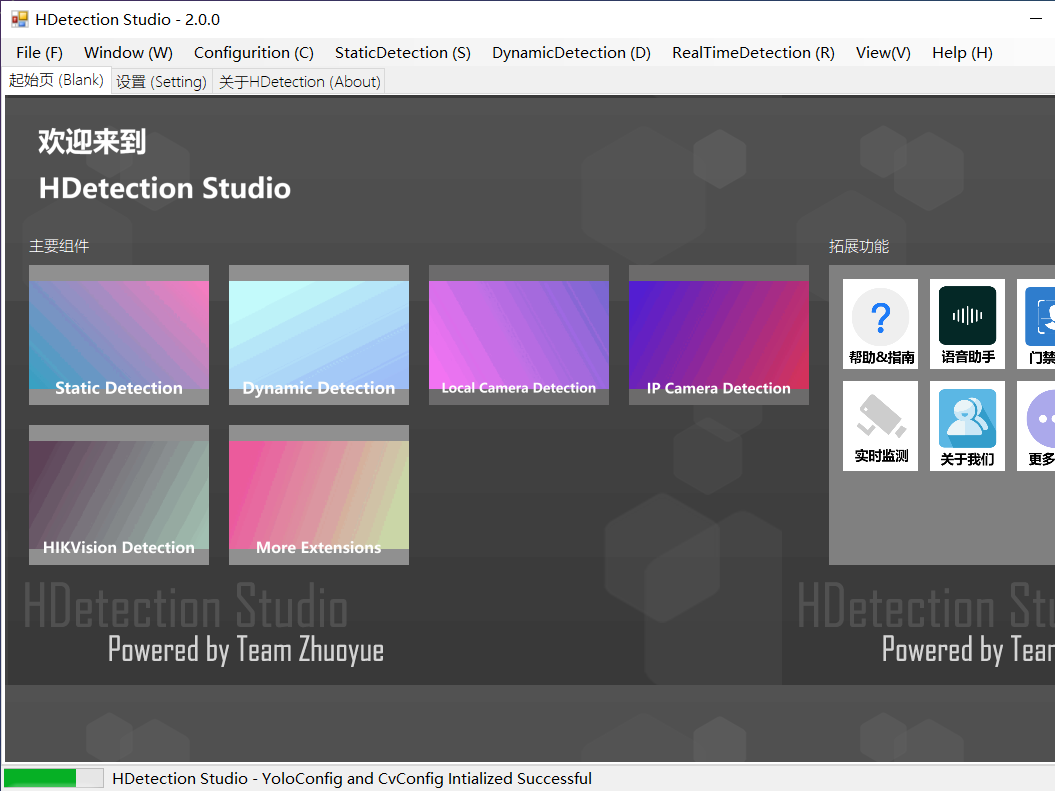 HDetection Studio - 2.0.0
File (F) Window (W) Configurition (C) StaticDetection (S) DynamicDetection (D) RealTimeDetection (R) View(V) Help (H)
起始页 (Blank) 设置 (Setting) 关于HDetection (About)
欢迎来到
HDetection Studio
主要组件
Static Detection
Dynamic Detection
Local Camera Detection
IP Camera Detection
HIKVision Detection
More Extensions
拓展功能
帮助&指南
语音助手
门禁
实时监测
关于我们
更多
HDetection Studio
Powered by Team Zhuoyue
HDetection Stu
Powered by Tear
HDetection Studio - YoloConfig and CvConfig Intialized Successful